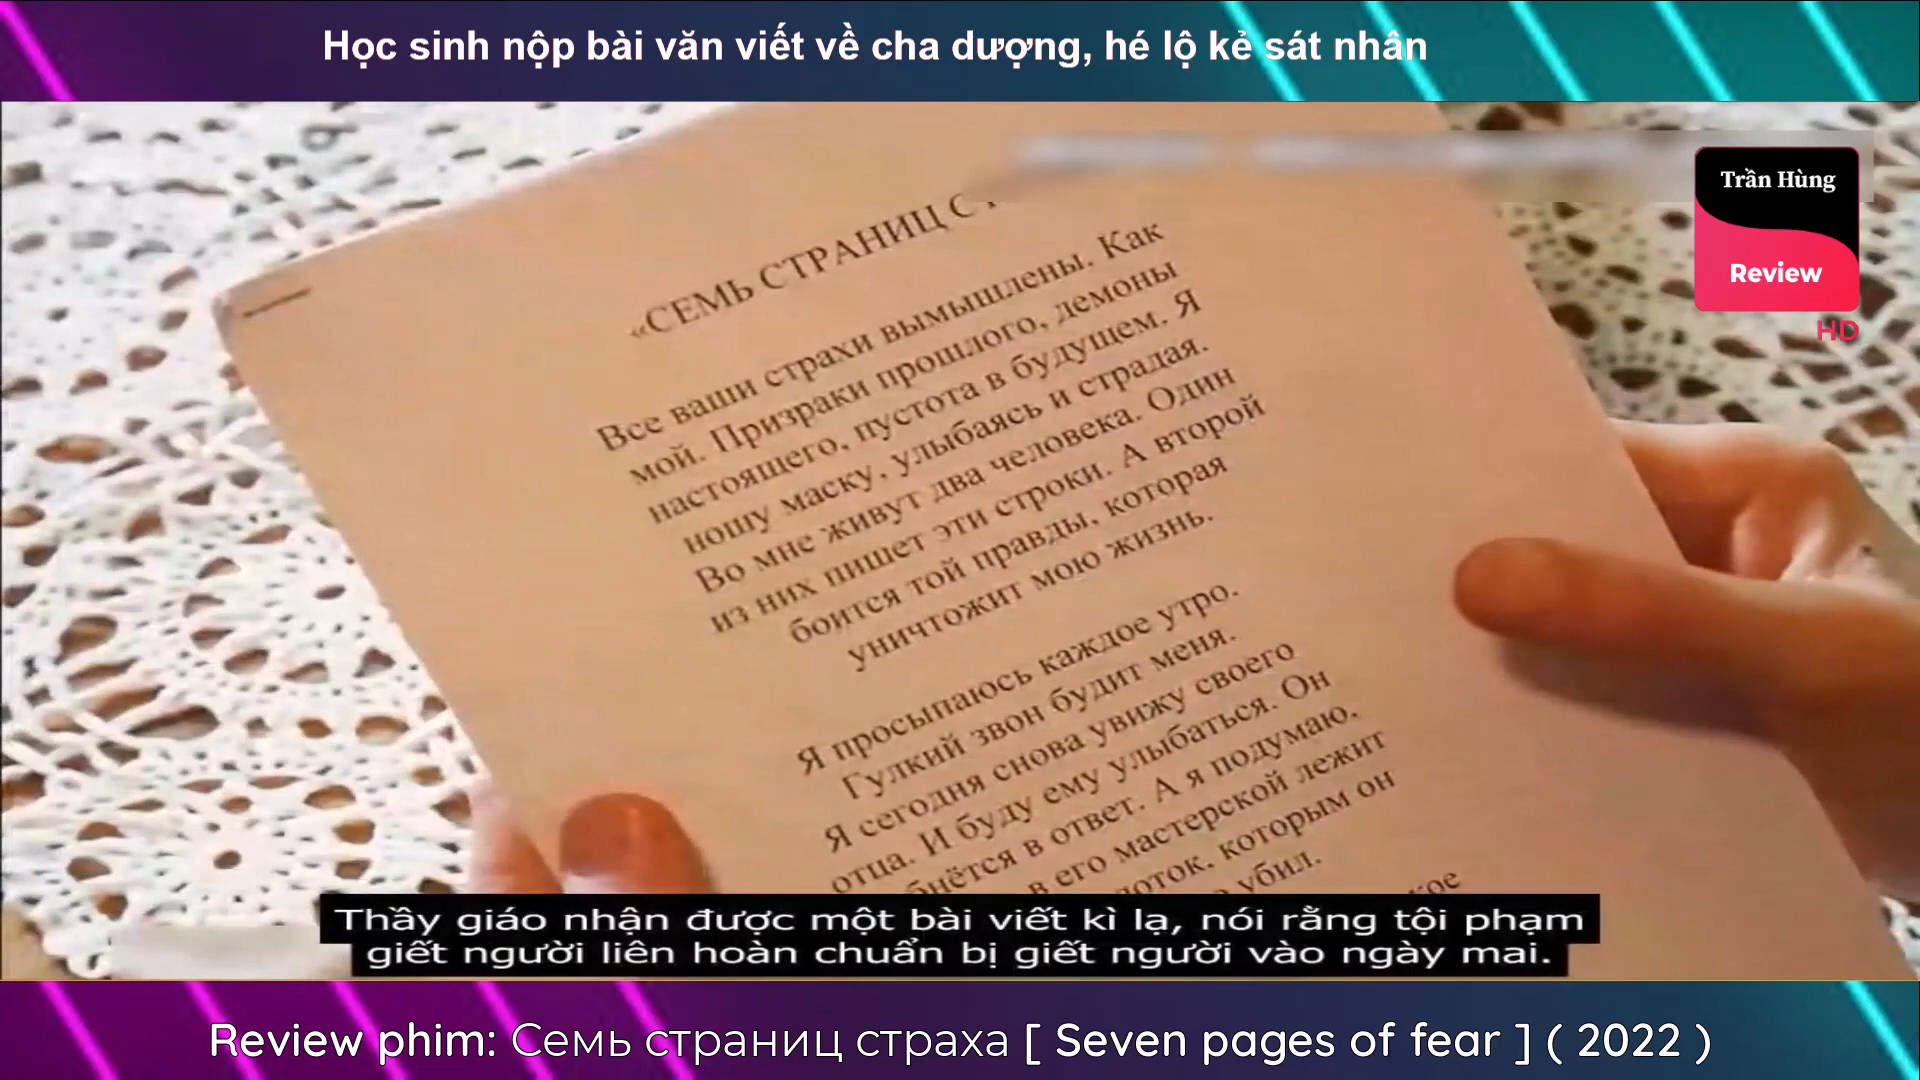 Học sinh nộp bài văn viết về cha dượng, hé lộ kẻ sát nhân
Trần Hùng
Review
HD
«СЕМЬ СТРАНИЦ
Все ваши страхи вымышлены. Как
мой. Призраки прошлого, демоны
настоящего, пустота в будущем. Я
ношу маску, улыбаясь и страдая.
Во мне живут два человека. Один
из них пишет эти строки. А второй
боится той правды, которая
уничтожит мою жизнь.
Я просыпаюсь каждое утро.
Гулкий звон будит меня.
Я сегодня снова увижу своего
отца. И буду ему улыбаться. Он
в ответ. А я подумаю,
в его мастерской лежит
которым он
убил.
Thầy giáo nhận được một bài viết kì lạ, nói rằng tội phạm
giết người liên hoàn chuẩn bị giết người vào ngày mai.
Review phim: Семь страниц страха [ Seven pages of fear ] ( 2022 )